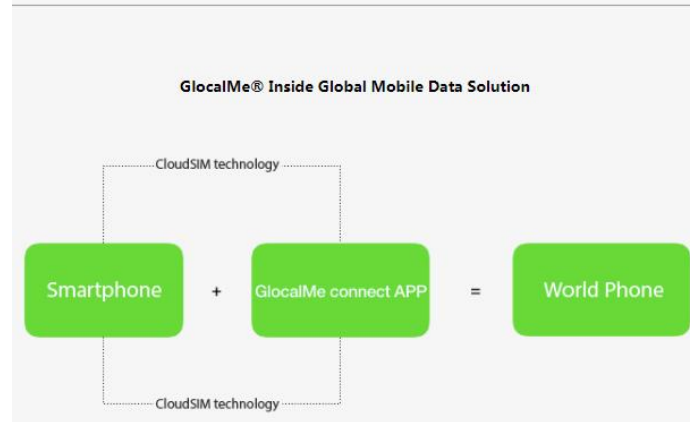 GlocalMe® Inside Global Mobile Data Solution
CloudSIM technology
Smartphone + GlocalMe connect APP = World Phone
CloudSIM technology